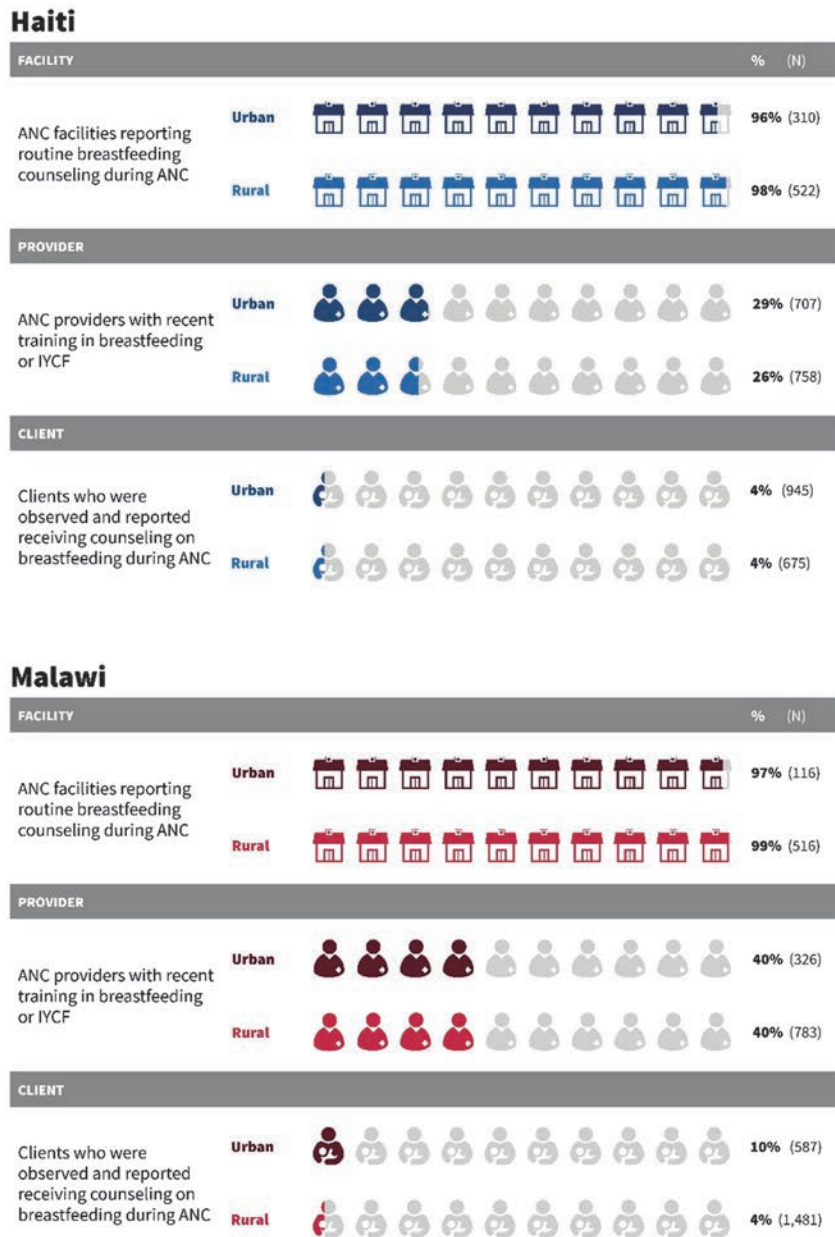 Haiti
FACILITY % (N)
ANC facilities reporting
routine breastfeeding
counseling during ANC
Urban 96% (310)
Rural 98% (522)
PROVIDER
ANC providers with recent
training in breastfeeding
or IYCF
Urban 29% (707)
Rural 26% (758)
CLIENT
Clients who were
observed and reported
receiving counseling on
breastfeeding during ANC
Urban 4% (945)
Rural 4% (675)
Malawi
FACILITY % (N)
ANC facilities reporting
routine breastfeeding
counseling during ANC
Urban 97% (116)
Rural 99% (516)
PROVIDER
ANC providers with recent
training in breastfeeding
or IYCF
Urban 40% (326)
Rural 40% (783)
CLIENT
Clients who were
observed and reported
receiving counseling on
breastfeeding during ANC
Urban 10% (587)
Rural 4% (1,481)